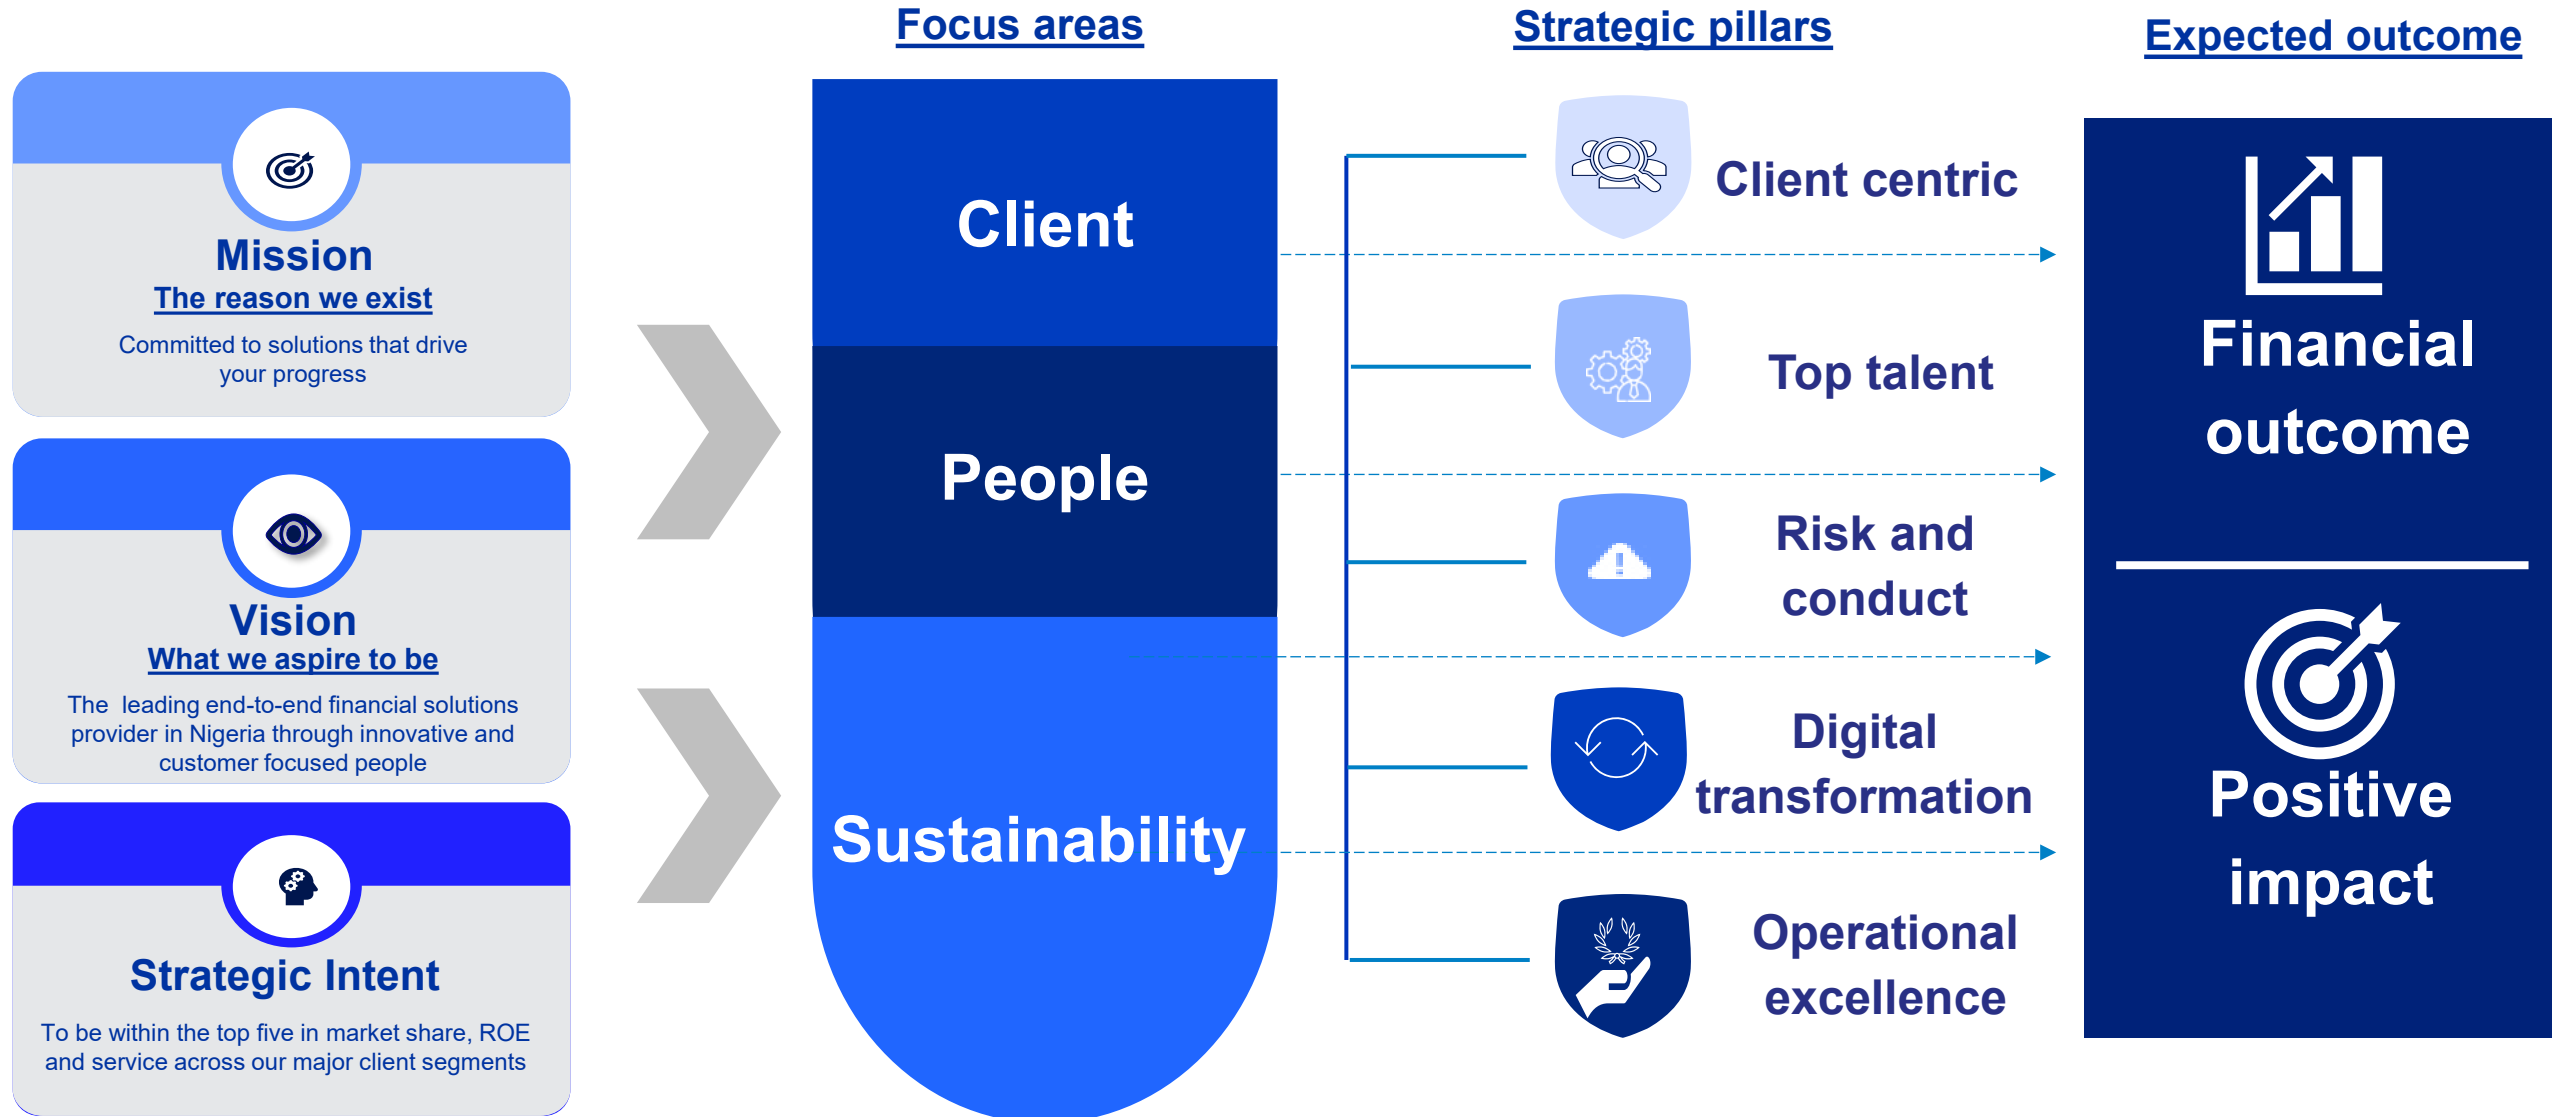 Focus areas
Strategic pillars
Expected outcome
Mission
The reason we exist
Committed to solutions that drive
your progress
Vision
What we aspire to be
The leading end-to-end financial solutions
provider in Nigeria through innovative and
customer focused people
Strategic Intent
To be within the top five in market share, ROE
and service across our major client segments
Client
People
Sustainability
Client centric
Top talent
Risk and
conduct
Digital
transformation
Operational
excellence
Financial
outcome
Positive
impact